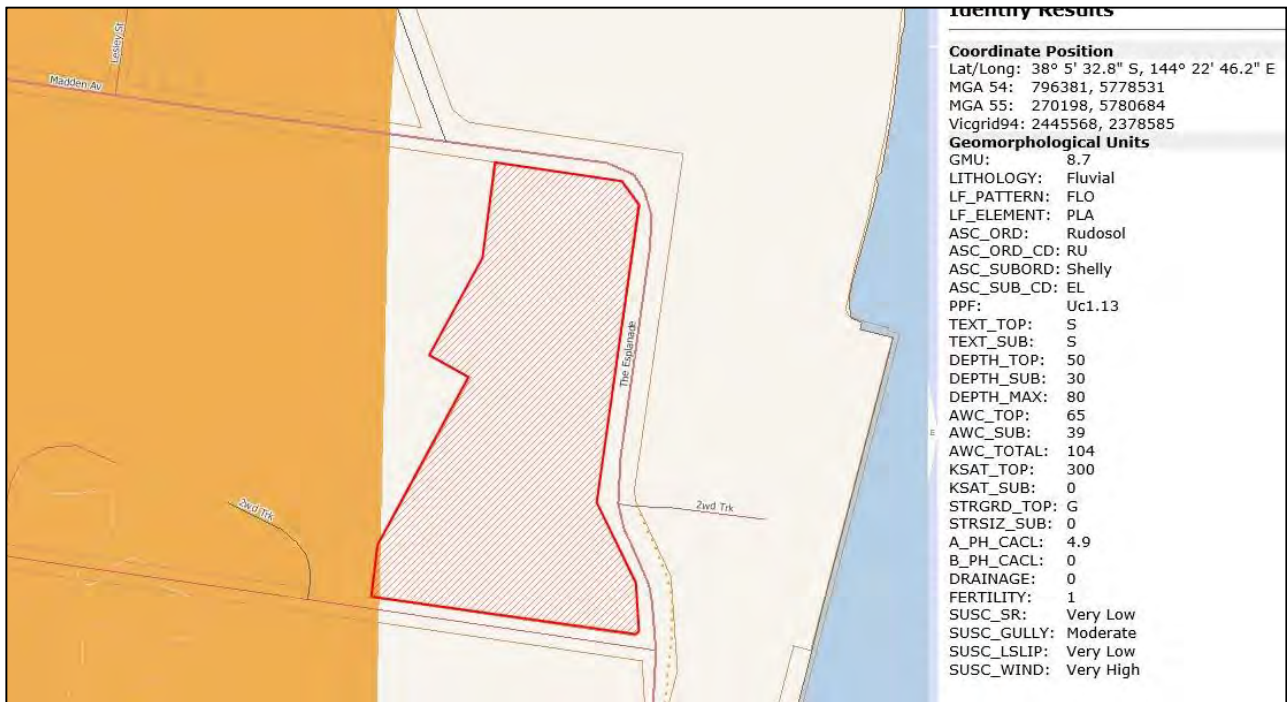 Identify Results
Coordinate Position
Lat/Long: 38° 5' 32.8" S, 144° 22' 46.2" E
MGA 54: 796381, 5778531
MGA 55: 270198, 5780684
Vicgrid94: 2445568, 2378585
Geomorphological Units
GMU: 8.7
LITHOLOGY: Fluvial
LF_PATTERN: FLO
LF_ELEMENT: PLA
ASC_ORD: Rudosol
ASC_ORD_CD: RU
ASC_SUBORD: Shelly
ASC_SUB_CD: EL
PPF: Uc1.13
TEXT_TOP: S
TEXT_SUB: S
DEPTH_TOP: 50
DEPTH_SUB: 30
DEPTH_MAX: 80
AWC_TOP: 65
AWC_SUB: 39
AWC_TOTAL: 104
KSAT_TOP: 300
KSAT_SUB: 0
STRGRD_TOP: G
STRSIZ_SUB: 0
A_PH_CACL: 4.9
B_PH_CACL: 0
DRAINAGE: 0
FERTILITY: 1
SUSC_SR: Very Low
SUSC_GULLY: Moderate
SUSC_LSLIP: Very Low
SUSC_WIND: Very High
Lesley St
Madden Av
The Esplanade
2wd Trk
2wd Trk
E